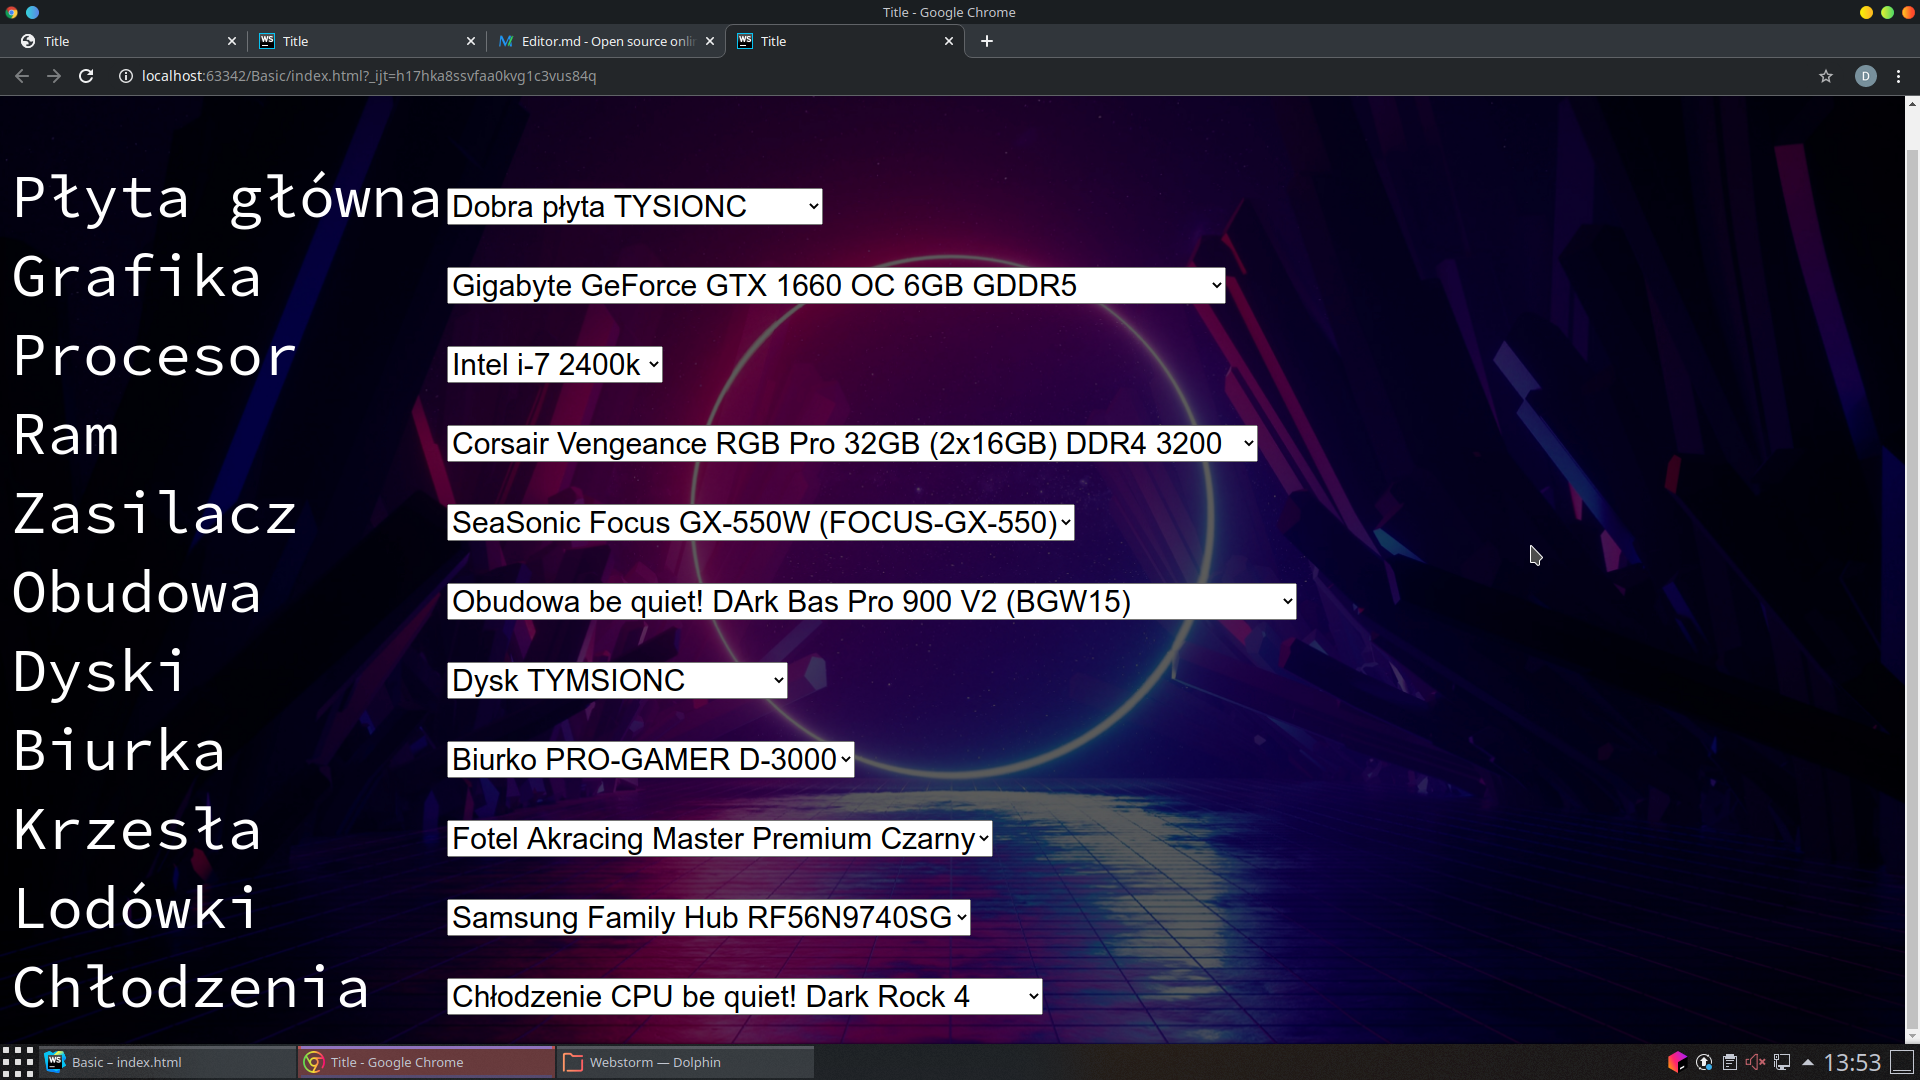 Title - Google Chrome
Title
Title
Editor.md - Open source onli
Title
localhost:63342/Basic/index.html?_ijt=h17hka8ssvfaa0kvg1c3vus84q
D
Płyta główna Dobra płyta TYSIONC
Grafika Gigabyte GeForce GTX 1660 OC 6GB GDDR5
Procesor Intel i-7 2400k
Ram Corsair Vengeance RGB Pro 32GB (2x16GB) DDR4 3200
Zasilacz SeaSonic Focus GX-550W (FOCUS-GX-550)
Obudowa Obudowa be quiet! DArk Bas Pro 900 V2 (BGW15)
Dyski Dysk TYMSIONC
Biurka Biurko PRO-GAMER D-3000
Krzesła Fotel Akracing Master Premium Czarny
Lodówki Samsung Family Hub RF56N9740SG
Chłodzenia Chłodzenie CPU be quiet! Dark Rock 4
WS Basic – index.html
Title - Google Chrome
Webstorm — Dolphin
13:53